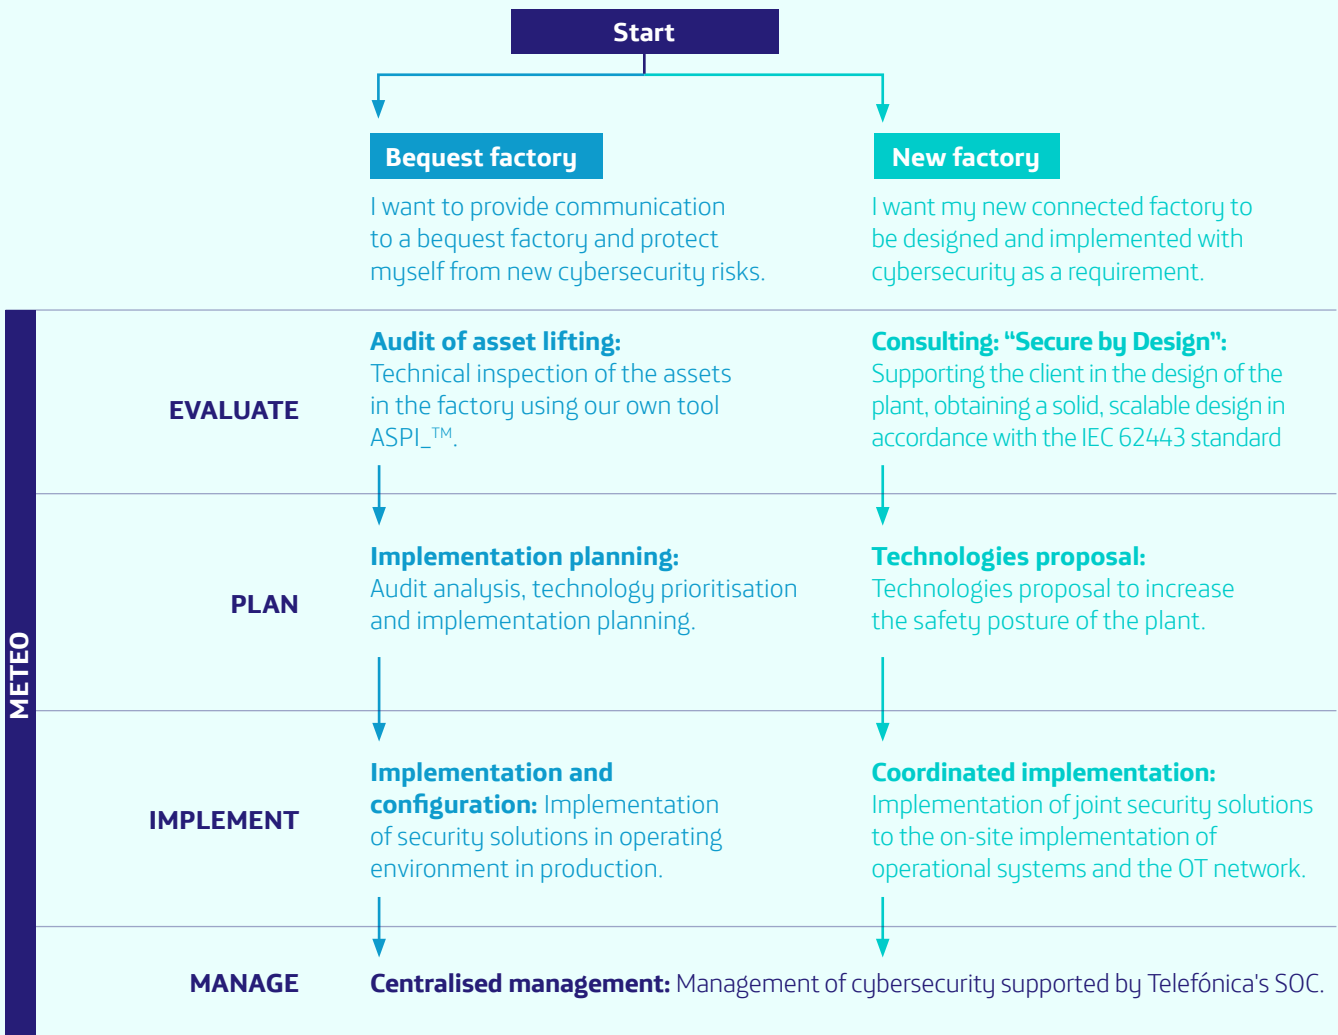 Start
Bequest factory
I want to provide communication
to a bequest factory and protect
myself from new cybersecurity risks.
New factory
I want my new connected factory to
be designed and implemented with
cybersecurity as a requirement.
METEO
EVALUATE
Audit of asset lifting:
Technical inspection of the assets
in the factory using our own tool
ASPI_™.
Consulting: “Secure by Design”:
Supporting the client in the design of the
plant, obtaining a solid, scalable design in
accordance with the IEC 62443 standard
PLAN
Implementation planning:
Audit analysis, technology prioritisation
and implementation planning.
Technologies proposal:
Technologies proposal to increase
the safety posture of the plant.
IMPLEMENT
Implementation and
configuration: Implementation
of security solutions in operating
environment in production.
Coordinated implementation:
Implementation of joint security solutions
to the on-site implementation of
operational systems and the OT network.
MANAGE
Centralised management: Management of cybersecurity supported by Telefónica's SOC.